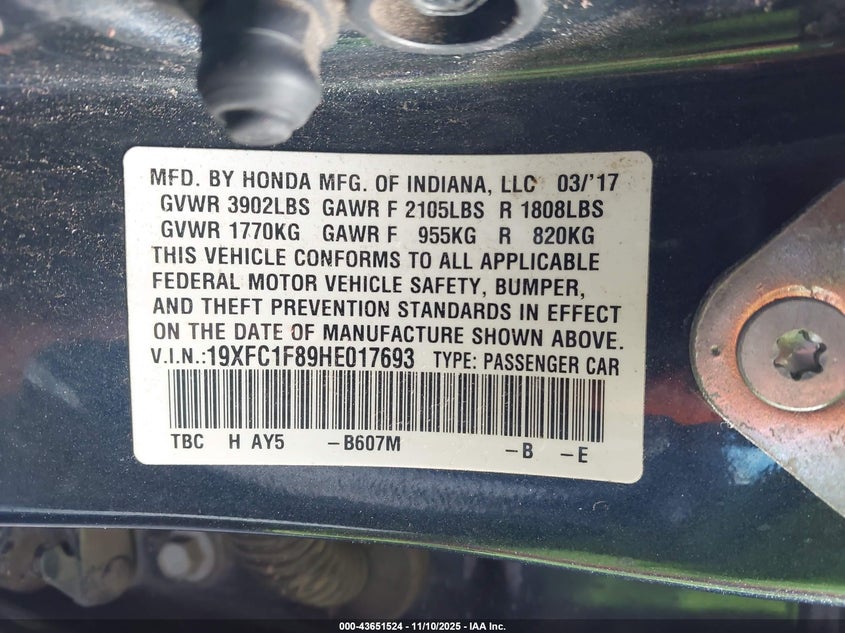 MFD. BY HONDA MFG. OF INDIANA, LLC 03/'17
GVWR 3902LBS GAWR F 2105LBS R 1808LBS
GVWR 1770KG GAWR F 955KG R 820KG
THIS VEHICLE CONFORMS TO ALL APPLICABLE
FEDERAL MOTOR VEHICLE SAFETY, BUMPER,
AND THEFT PREVENTION STANDARDS IN EFFECT
ON THE DATE OF MANUFACTURE SHOWN ABOVE.
V.I.N.:19XFC1F89HE017693 TYPE: PASSENGER CAR
TBC H AY5 -B607M -B -E
000-43651524 — 11/10/2025 — IAA Inc.